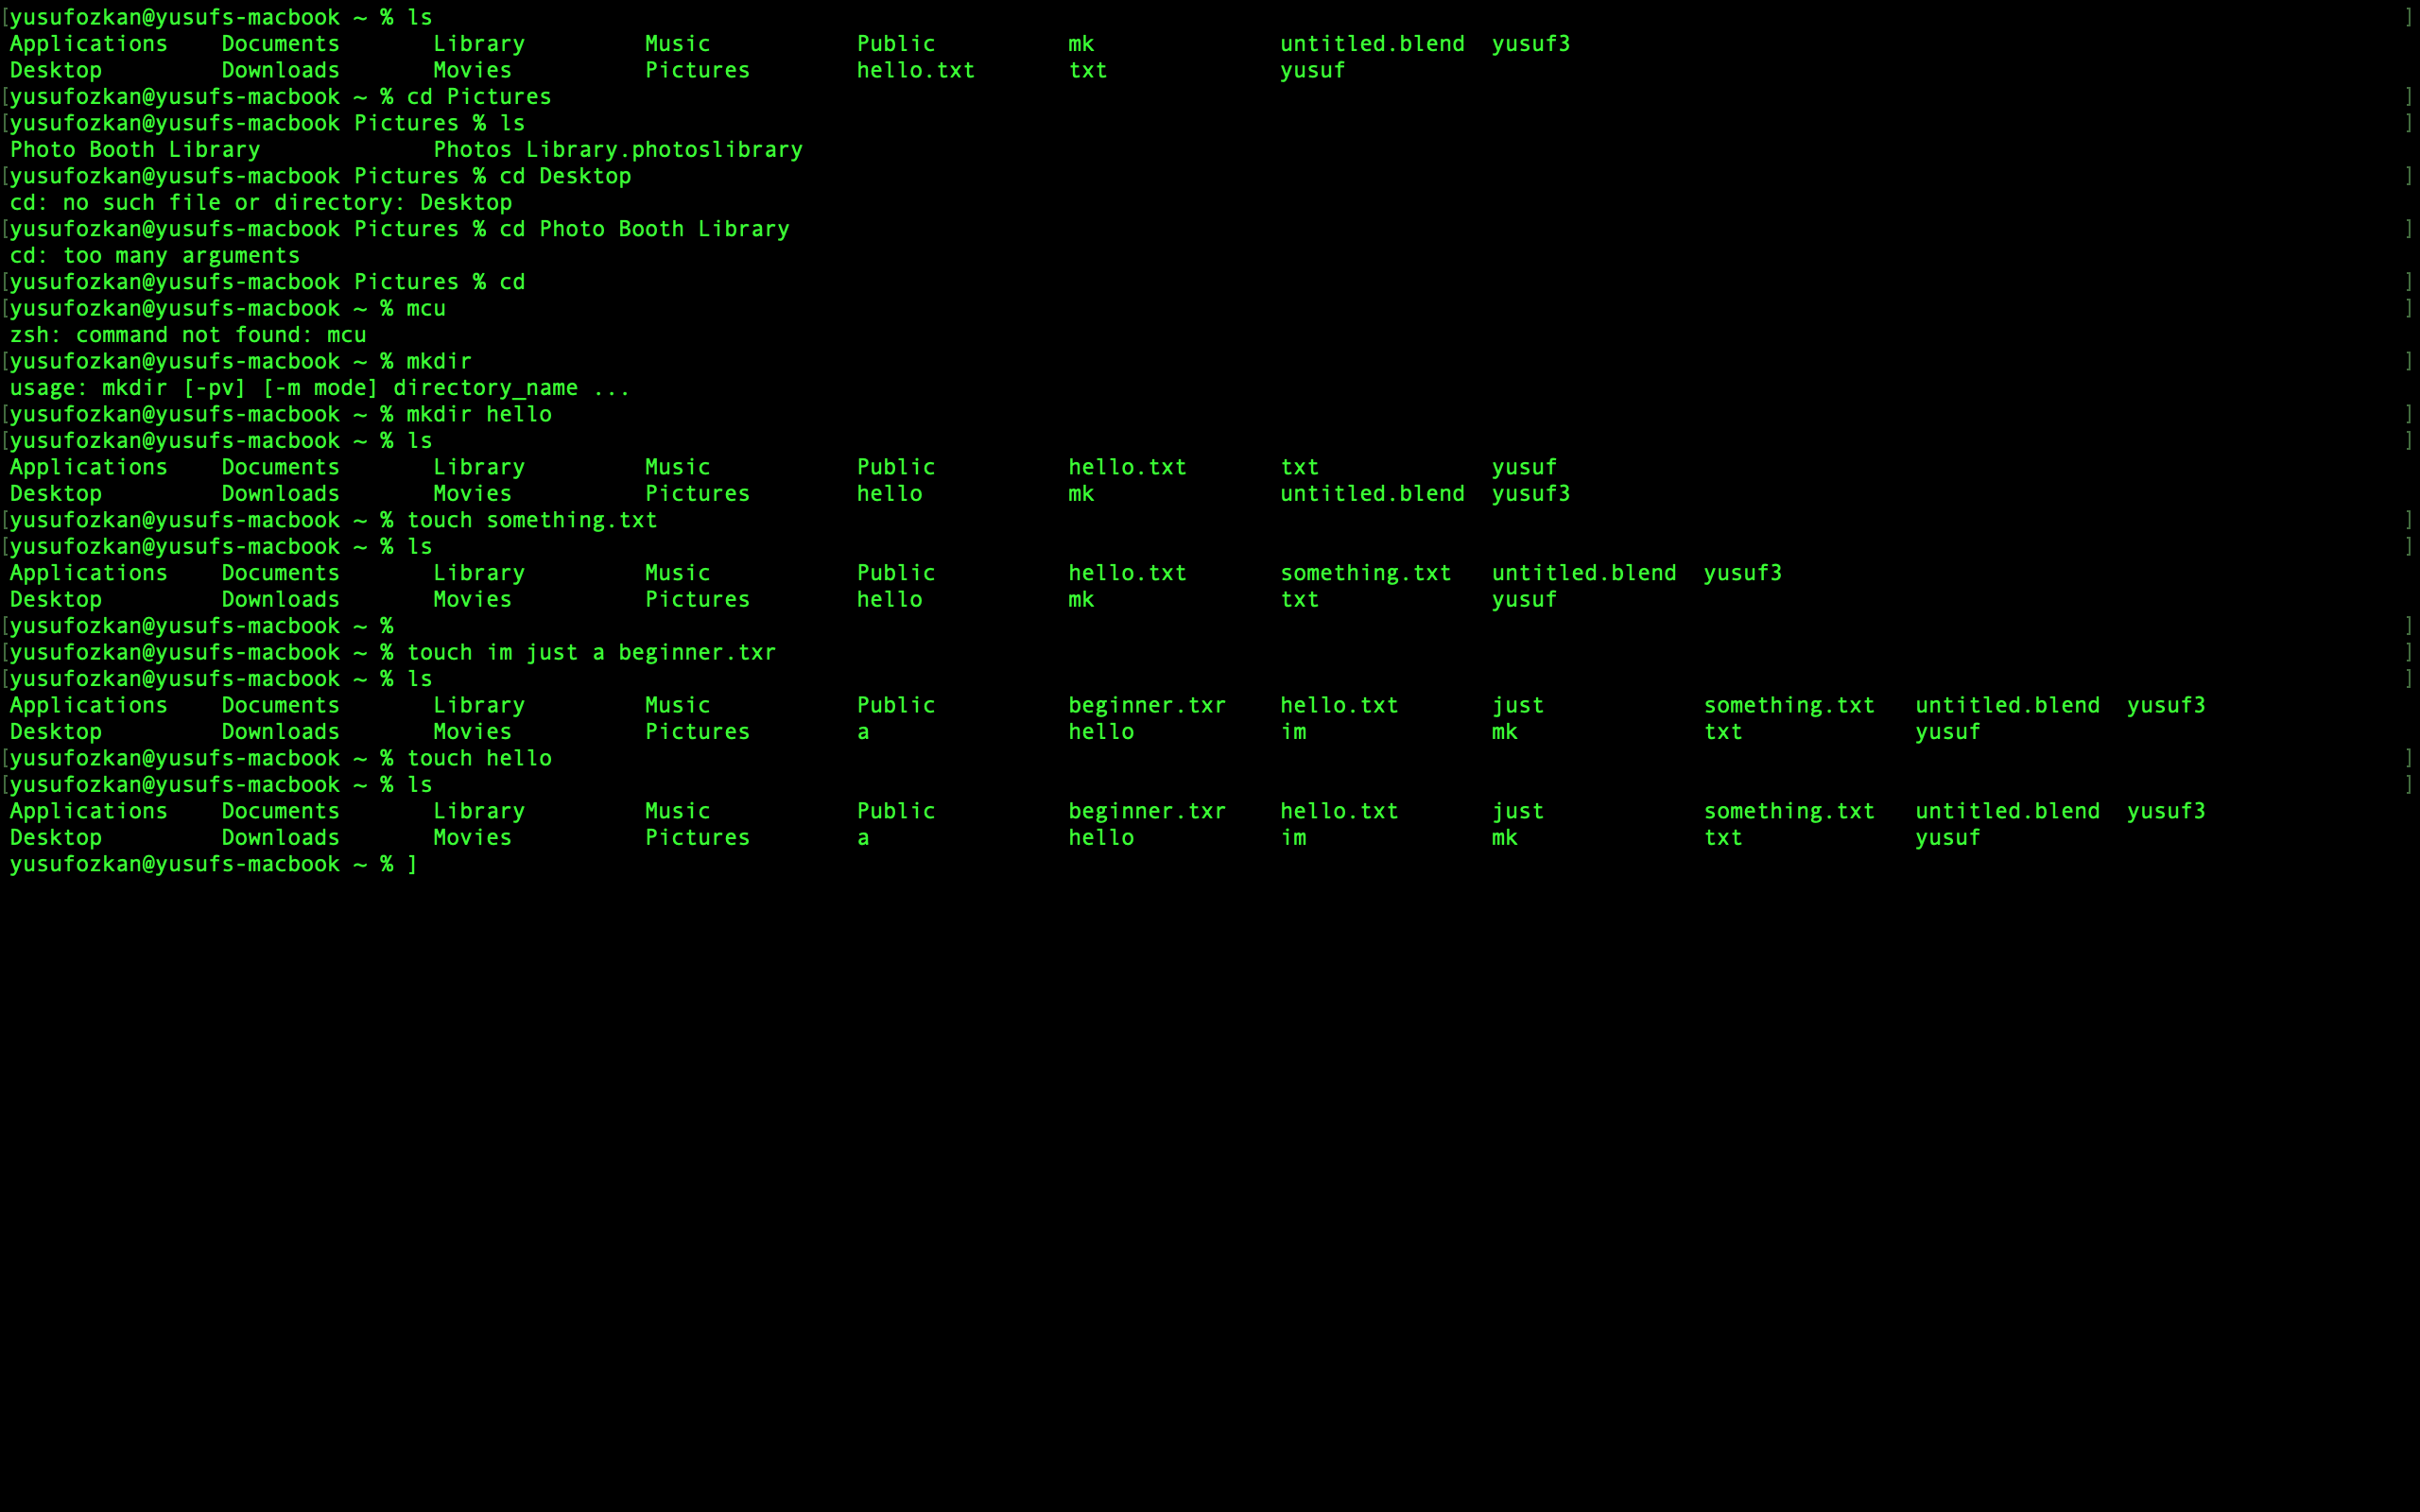 [yusufozkan@yusufs-macbook ~ % ls ]
Applications Documents Library Music Public mk untitled.blend yusuf3
Desktop Downloads Movies Pictures hello.txt txt yusuf
[yusufozkan@yusufs-macbook ~ % cd Pictures ]
[yusufozkan@yusufs-macbook Pictures % ls ]
Photo Booth Library Photos Library.photoslibrary
[yusufozkan@yusufs-macbook Pictures % cd Desktop ]
cd: no such file or directory: Desktop
[yusufozkan@yusufs-macbook Pictures % cd Photo Booth Library ]
cd: too many arguments
[yusufozkan@yusufs-macbook Pictures % cd ]
[yusufozkan@yusufs-macbook ~ % mcu ]
zsh: command not found: mcu
[yusufozkan@yusufs-macbook ~ % mkdir ]
usage: mkdir [-pv] [-m mode] directory_name ...
[yusufozkan@yusufs-macbook ~ % mkdir hello ]
[yusufozkan@yusufs-macbook ~ % ls ]
Applications Documents Library Music Public hello.txt txt yusuf
Desktop Downloads Movies Pictures hello mk untitled.blend yusuf3
[yusufozkan@yusufs-macbook ~ % touch something.txt ]
[yusufozkan@yusufs-macbook ~ % ls ]
Applications Documents Library Music Public hello.txt something.txt untitled.blend yusuf3
Desktop Downloads Movies Pictures hello mk txt yusuf
[yusufozkan@yusufs-macbook ~ % ]
[yusufozkan@yusufs-macbook ~ % touch im just a beginner.txr ]
[yusufozkan@yusufs-macbook ~ % ls ]
Applications Documents Library Music Public beginner.txr hello.txt just something.txt untitled.blend yusuf3
Desktop Downloads Movies Pictures a hello im mk txt yusuf
[yusufozkan@yusufs-macbook ~ % touch hello ]
[yusufozkan@yusufs-macbook ~ % ls ]
Applications Documents Library Music Public beginner.txr hello.txt just something.txt untitled.blend yusuf3
Desktop Downloads Movies Pictures a hello im mk txt yusuf
yusufozkan@yusufs-macbook ~ % ]